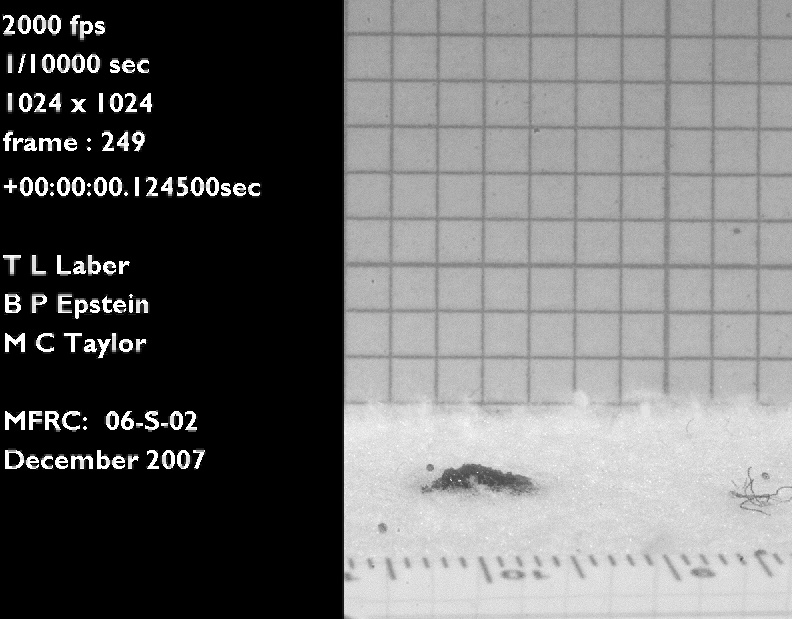 2000 fps
1/10000 sec
1024 x 1024
frame : 249
+00:00:00.124500sec
T L Laber
B P Epstein
M C Taylor
MFRC: 06-S-02
December 2007